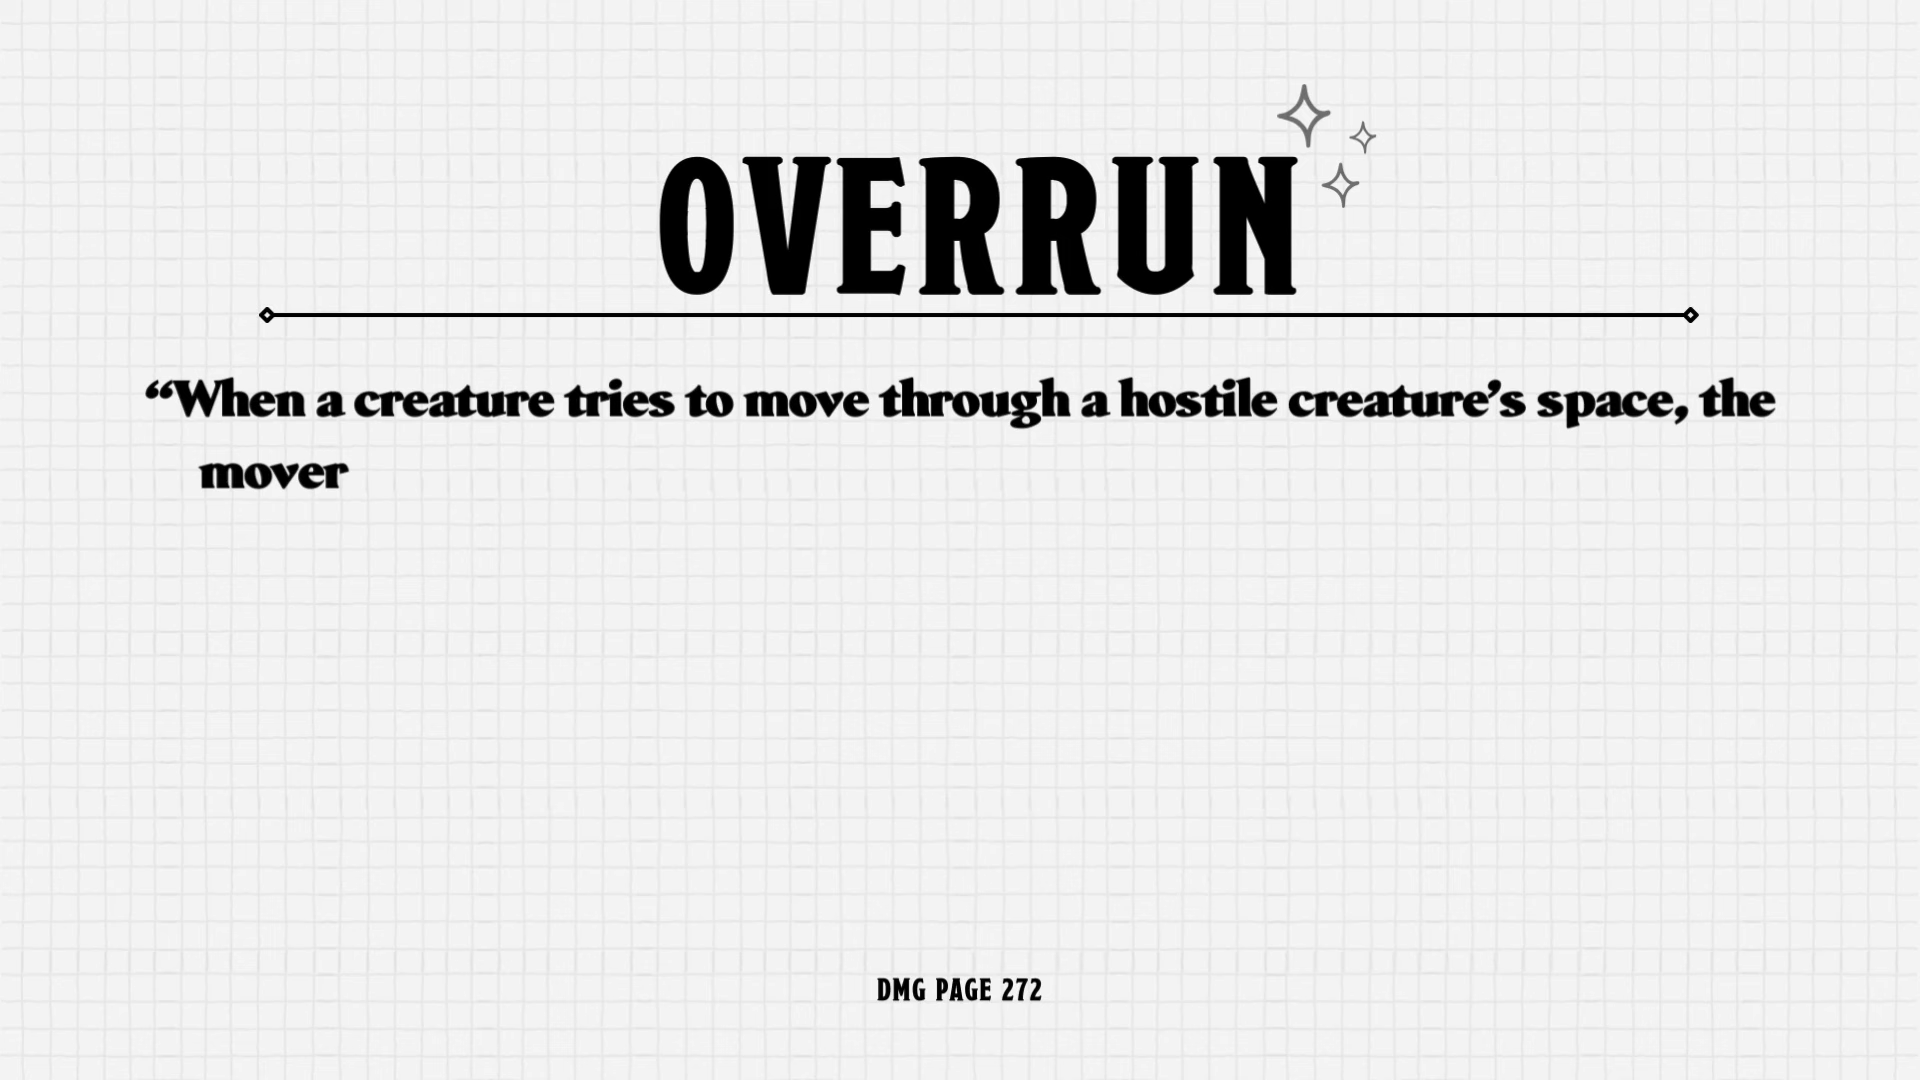 OVERRUN
“When a creature tries to move through a hostile creature’s space, the
mover
DMG PAGE 272